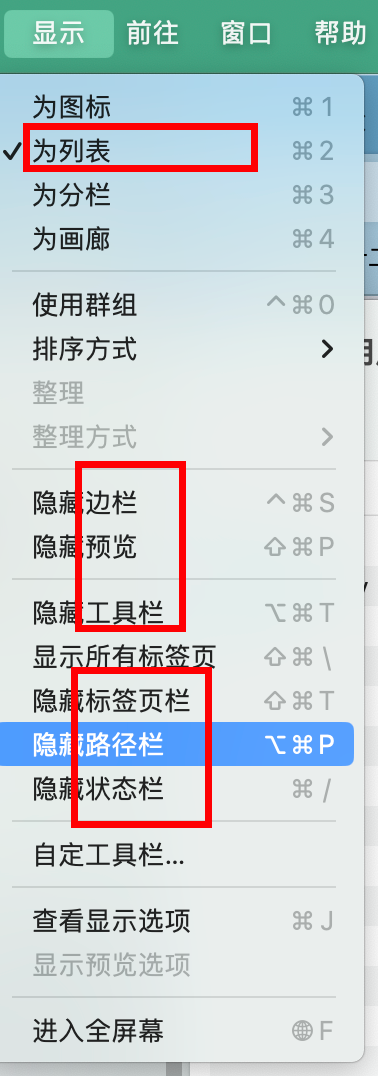 显示 前往 窗口 帮助
为图标 ⌘1
✓ 为列表 ⌘2
为分栏 ⌘3
为画廊 ⌘4
使用群组 ^⌘0
排序方式 >
整理
整理方式 >
隐藏边栏 ^⌘S
隐藏预览 ⇧⌘P
隐藏工具栏 ⌥⌘T
显示所有标签页 ⇧⌘\
隐藏标签页栏 ⇧⌘T
隐藏路径栏 ⌥⌘P
隐藏状态栏 ⌘/
自定工具栏...
查看显示选项 ⌘J
显示预览选项
进入全屏幕 🌐F